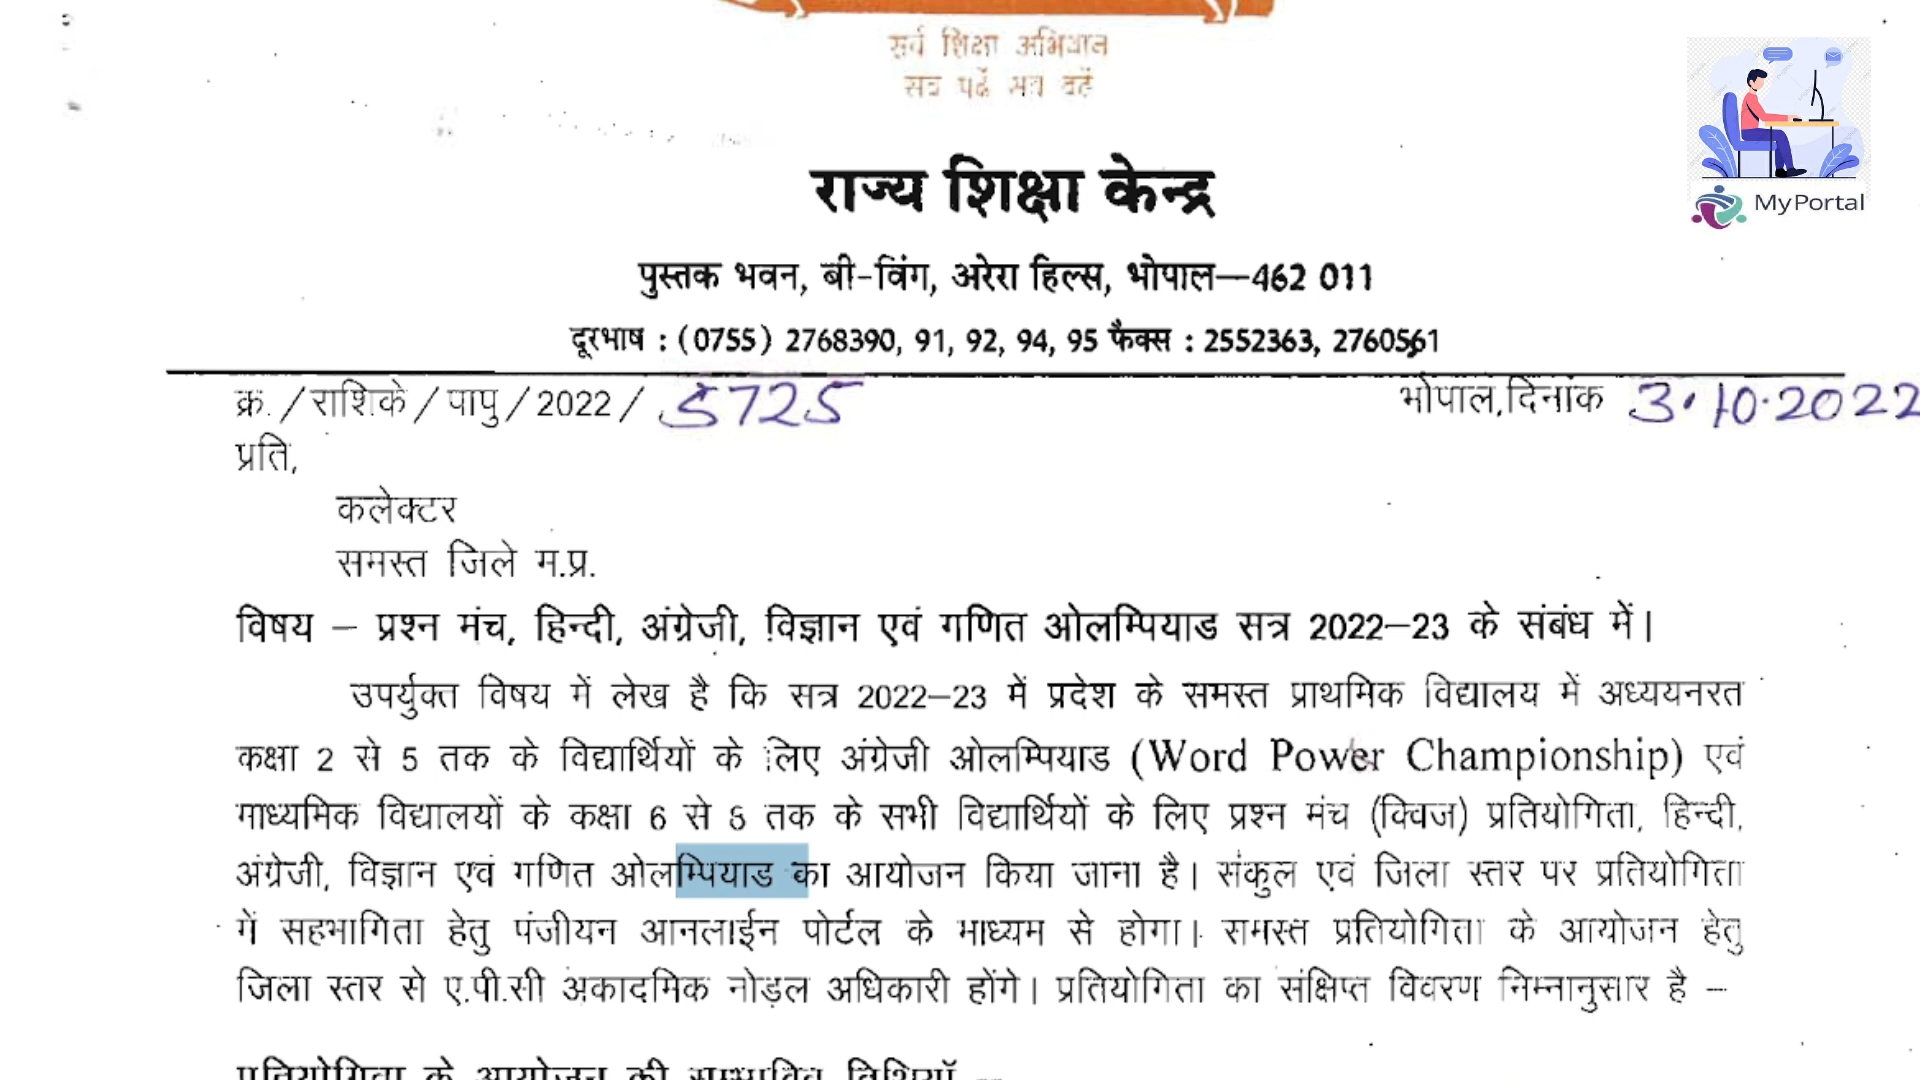 सर्व शिक्षा अभियान
सब पढ़ें सब बढ़ें
MyPortal
राज्य शिक्षा केन्द्र
पुस्तक भवन, बी-विंग, अरेरा हिल्स, भोपाल—462 011
दूरभाष : (0755) 2768390, 91, 92, 94, 95 फैक्स : 2552363, 2760561
क्र. / राशिके / पापु / 2022 / 5725 भोपाल,दिनांक 3.10.2022
प्रति,
कलेक्टर
समस्त जिले म.प्र.
विषय – प्रश्न मंच, हिन्दी, अंग्रेजी, विज्ञान एवं गणित ओलम्पियाड सत्र 2022–23 के संबंध में।
उपर्युक्त विषय में लेख है कि सत्र 2022–23 में प्रदेश के समस्त प्राथमिक विद्यालय में अध्ययनरत
कक्षा 2 से 5 तक के विद्यार्थियों के लिए अंग्रेजी ओलम्पियाड (Word Power Championship) एवं
माध्यमिक विद्यालयों के कक्षा 6 से 8 तक के सभी विद्यार्थियों के लिए प्रश्न मंच (क्विज) प्रतियोगिता, हिन्दी,
अंग्रेजी, विज्ञान एवं गणित ओलम्पियाड का आयोजन किया जाना है। संकुल एवं जिला स्तर पर प्रतियोगिता
में सहभागिता हेतु पंजीयन आनलाईन पोर्टल के माध्यम से होगा। समस्त प्रतियोगिता के आयोजन हेतु
जिला स्तर से ए.पी.सी अकादमिक नोड़ल अधिकारी होंगे। प्रतियोगिता का संक्षिप्त विवरण निम्नानुसार है –
प्रतियोगिता के आयोजन की सम्भावित तिथियॉ –